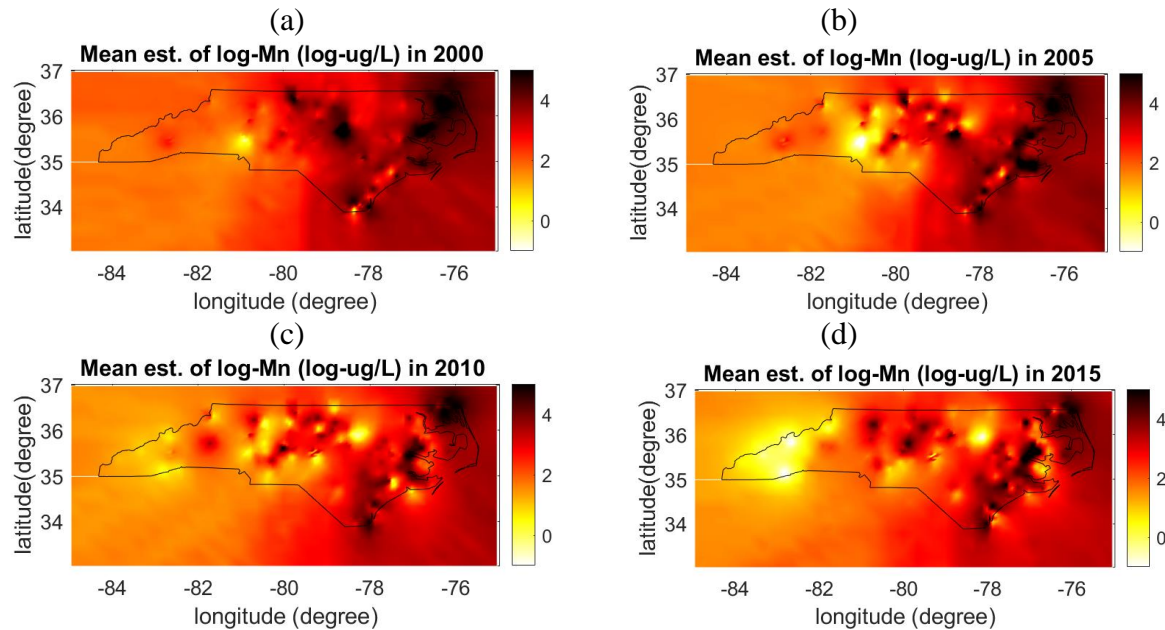 (a)
Mean est. of log-Mn (log-ug/L) in 2000
37
36
35
34
latitude(degree)
-84 -82 -80 -78 -76
longitude (degree)
4
2
0
(b)
Mean est. of log-Mn (log-ug/L) in 2005
37
36
35
34
latitude(degree)
-84 -82 -80 -78 -76
longitude (degree)
4
2
0
(c)
Mean est. of log-Mn (log-ug/L) in 2010
37
36
35
34
latitude(degree)
-84 -82 -80 -78 -76
longitude (degree)
4
2
0
(d)
Mean est. of log-Mn (log-ug/L) in 2015
37
36
35
34
latitude(degree)
-84 -82 -80 -78 -76
longitude (degree)
4
2
0